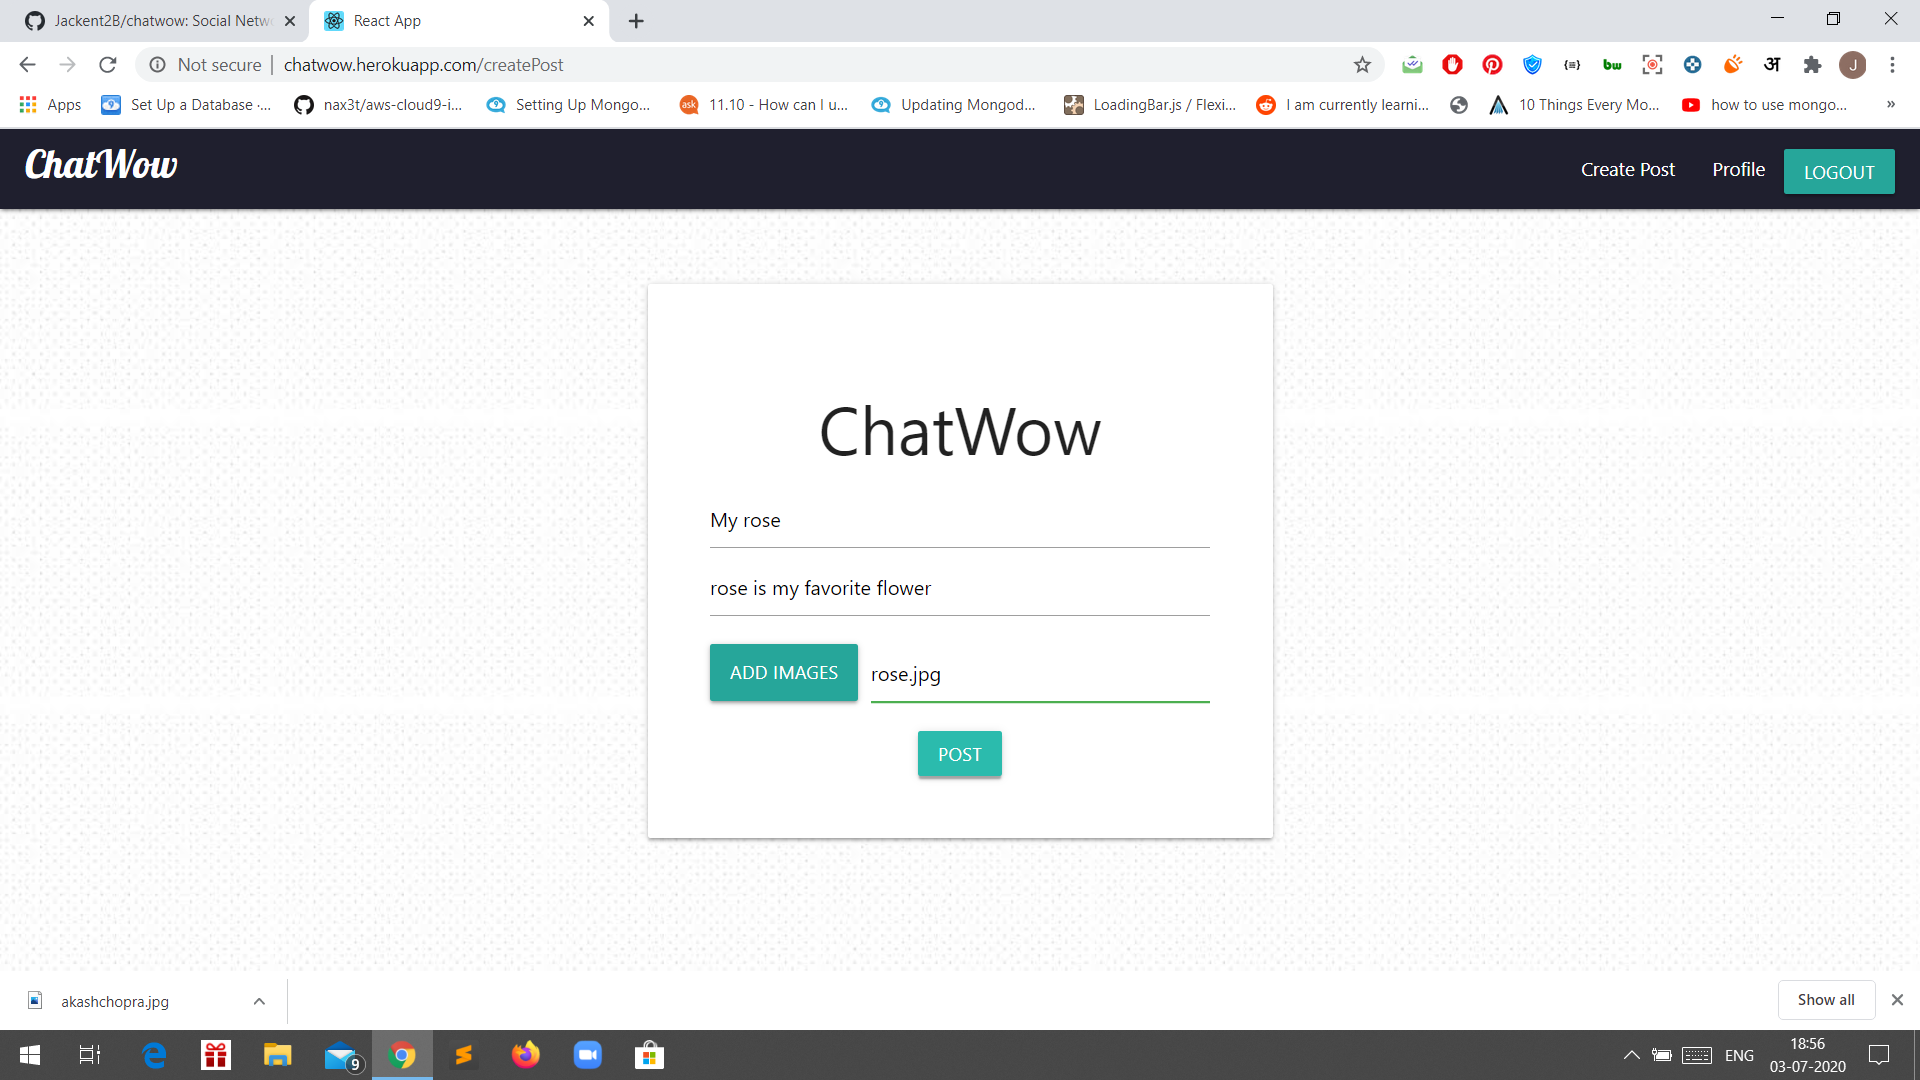 Jackent2B/chatwow: Social Netw
React App
Not secure
chatwow.herokuapp.com/createPost
अ
J
Apps
Set Up a Database ·...
nax3t/aws-cloud9-i...
Setting Up Mongo...
ask
11.10 - How can I u...
Updating Mongod...
LoadingBar.js / Flexi...
I am currently learni...
10 Things Every Mo...
how to use mongo...
»
ChatWow
Create Post
Profile
LOGOUT
ChatWow
My rose
rose is my favorite flower
ADD IMAGES
rose.jpg
POST
akashchopra.jpg
Show all
9
ENG
18:56
03-07-2020